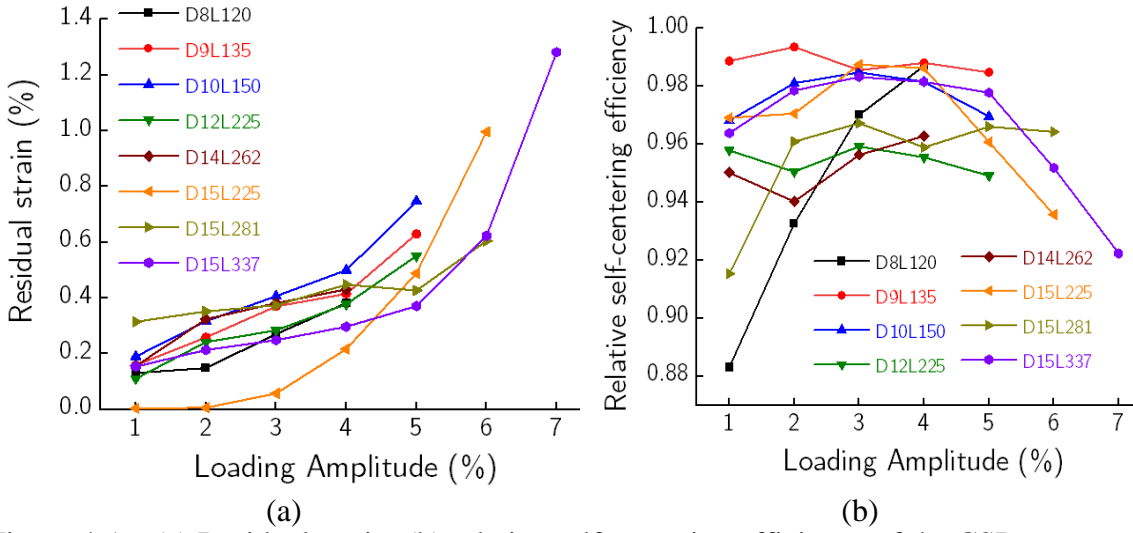 1.4
1.2
1.0
0.8
0.6
0.4
0.2
0.0
Residual strain (%)
D8L120
D9L135
D10L150
D12L225
D14L262
D15L225
D15L281
D15L337
1 2 3 4 5 6 7
Loading Amplitude (%)
(a)
1.00
0.98
0.96
0.94
0.92
0.90
0.88
Relative self-centering efficiency
D8L120
D9L135
D10L150
D12L225
D14L262
D15L225
D15L281
D15L337
1 2 3 4 5 6 7
Loading Amplitude (%)
(b)